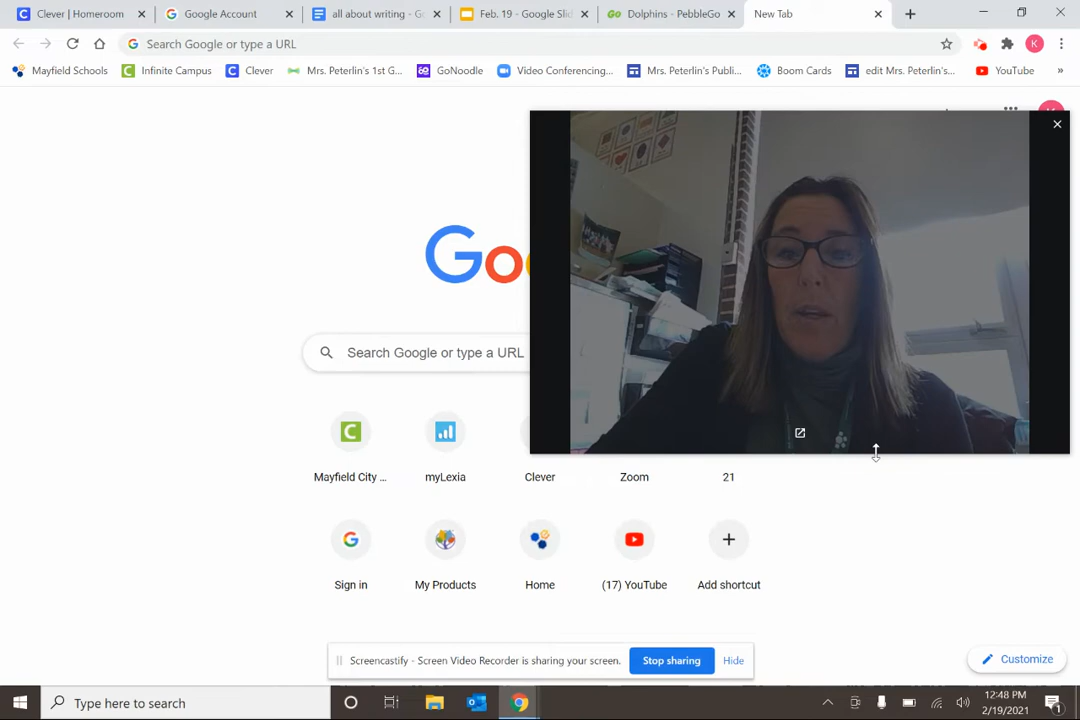 Clever | Homeroom
Google Account
all about writing - Go
Feb. 19 - Google Slid
Dolphins - PebbleGo
New Tab
Search Google or type a URL
K
Mayfield Schools
Infinite Campus
Clever
Mrs. Peterlin's 1st G...
GoNoodle
Video Conferencing...
Mrs. Peterlin's Publi...
Boom Cards
edit Mrs. Peterlin's...
YouTube
»
Goo
Search Google or type a URL
Mayfield City ...
myLexia
Clever
Zoom
21
Sign in
My Products
Home
(17) YouTube
Add shortcut
Screencastify - Screen Video Recorder is sharing your screen.
Stop sharing
Hide
Customize
Type here to search
12:48 PM
2/19/2021
1